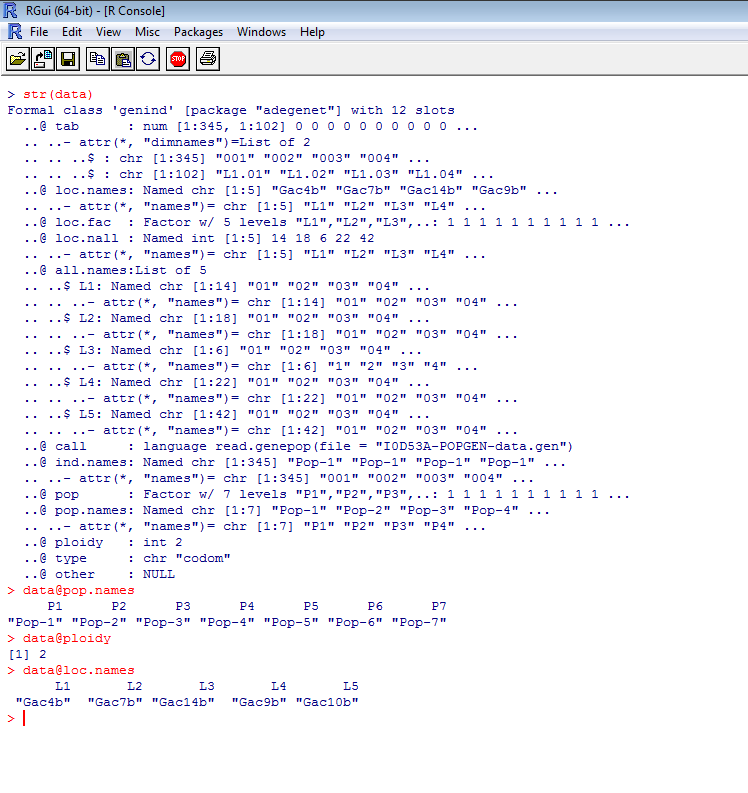 RGui (64-bit) - [R Console]
File Edit View Misc Packages Windows Help
STOP
> str(data)
Formal class 'genind' [package "adegenet"] with 12 slots
  ..@ tab      : num [1:345, 1:102] 0 0 0 0 0 0 0 0 0 0 ...
  .. ..- attr(*, "dimnames")=List of 2
  .. .. ..$ : chr [1:345] "001" "002" "003" "004" ...
  .. .. ..$ : chr [1:102] "L1.01" "L1.02" "L1.03" "L1.04" ...
  ..@ loc.names: Named chr [1:5] "Gac4b" "Gac7b" "Gac14b" "Gac9b" ...
  .. ..- attr(*, "names")= chr [1:5] "L1" "L2" "L3" "L4" ...
  ..@ loc.fac  : Factor w/ 5 levels "L1","L2","L3",..: 1 1 1 1 1 1 1 1 1 1 ...
  ..@ loc.nall : Named int [1:5] 14 18 6 22 42
  .. ..- attr(*, "names")= chr [1:5] "L1" "L2" "L3" "L4" ...
  ..@ all.names:List of 5
  .. ..$ L1: Named chr [1:14] "01" "02" "03" "04" ...
  .. .. ..- attr(*, "names")= chr [1:14] "01" "02" "03" "04" ...
  .. ..$ L2: Named chr [1:18] "01" "02" "03" "04" ...
  .. .. ..- attr(*, "names")= chr [1:18] "01" "02" "03" "04" ...
  .. ..$ L3: Named chr [1:6] "01" "02" "03" "04" ...
  .. .. ..- attr(*, "names")= chr [1:6] "1" "2" "3" "4" ...
  .. ..$ L4: Named chr [1:22] "01" "02" "03" "04" ...
  .. .. ..- attr(*, "names")= chr [1:22] "01" "02" "03" "04" ...
  .. ..$ L5: Named chr [1:42] "01" "02" "03" "04" ...
  .. .. ..- attr(*, "names")= chr [1:42] "01" "02" "03" "04" ...
  ..@ call     : language read.genepop(file = "I0D53A-POPGEN-data.gen")
  ..@ ind.names: Named chr [1:345] "Pop-1" "Pop-1" "Pop-1" "Pop-1" ...
  .. ..- attr(*, "names")= chr [1:345] "001" "002" "003" "004" ...
  ..@ pop      : Factor w/ 7 levels "P1","P2","P3",..: 1 1 1 1 1 1 1 1 1 1 ...
  ..@ pop.names: Named chr [1:7] "Pop-1" "Pop-2" "Pop-3" "Pop-4" ...
  .. ..- attr(*, "names")= chr [1:7] "P1" "P2" "P3" "P4" ...
  ..@ ploidy   : int 2
  ..@ type     : chr "codom"
  ..@ other    : NULL
> data@pop.names
     P1      P2      P3      P4      P5      P6      P7
"Pop-1" "Pop-2" "Pop-3" "Pop-4" "Pop-5" "Pop-6" "Pop-7"
> data@ploidy
[1] 2
> data@loc.names
      L1       L2       L3       L4       L5
 "Gac4b"  "Gac7b" "Gac14b"  "Gac9b" "Gac10b"
>